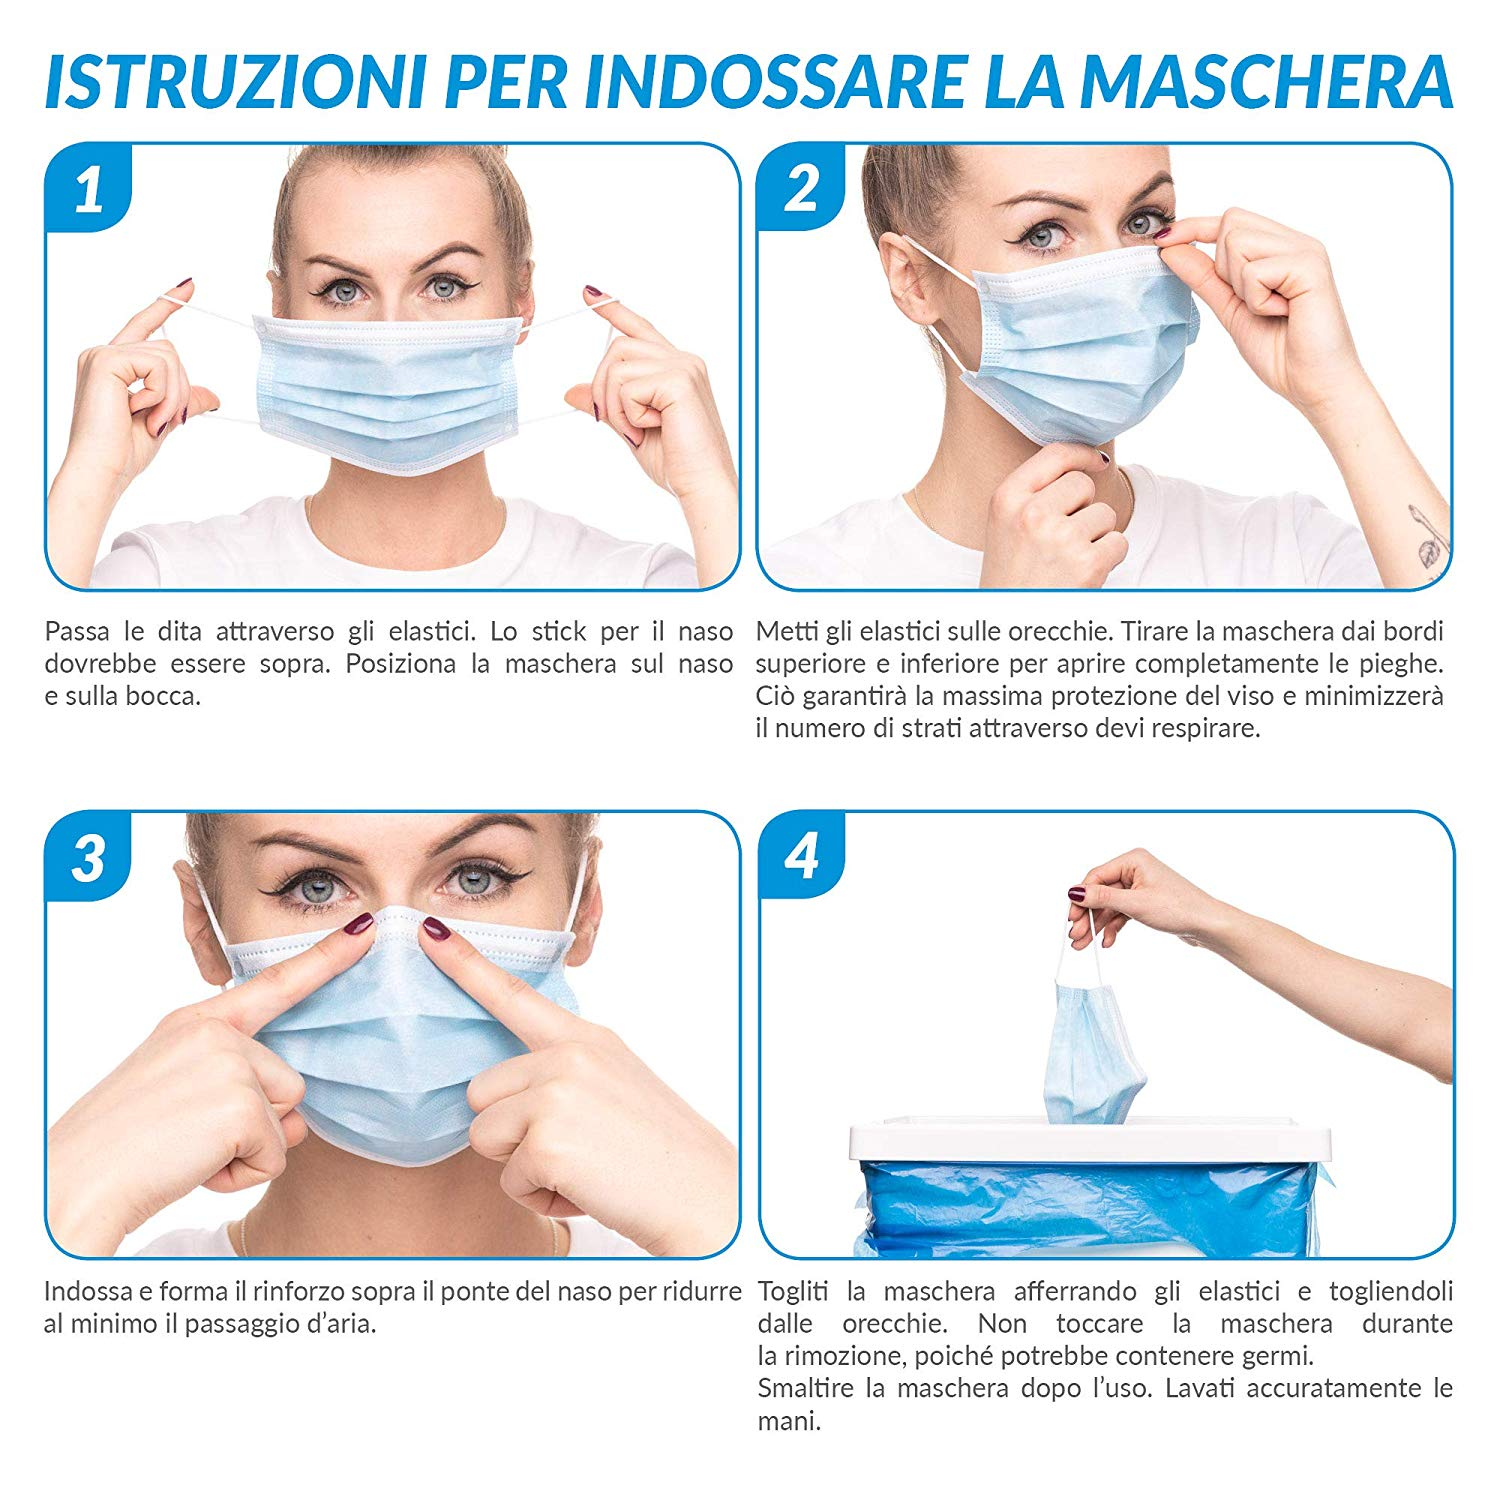 ISTRUZIONI PER INDOSSARE LA MASCHERA
1
Passa le dita attraverso gli elastici. Lo stick per il naso
dovrebbe essere sopra. Posiziona la maschera sul naso
e sulla bocca.
2
Metti gli elastici sulle orecchie. Tirare la maschera dai bordi
superiore e inferiore per aprire completamente le pieghe.
Ciò garantirà la massima protezione del viso e minimizzerà
il numero di strati attraverso devi respirare.
3
Indossa e forma il rinforzo sopra il ponte del naso per ridurre
al minimo il passaggio d’aria.
4
Togliti la maschera afferrando gli elastici e togliendoli
dalle orecchie. Non toccare la maschera durante
la rimozione, poiché potrebbe contenere germi.
Smaltire la maschera dopo l’uso. Lavati accuratamente le
mani.